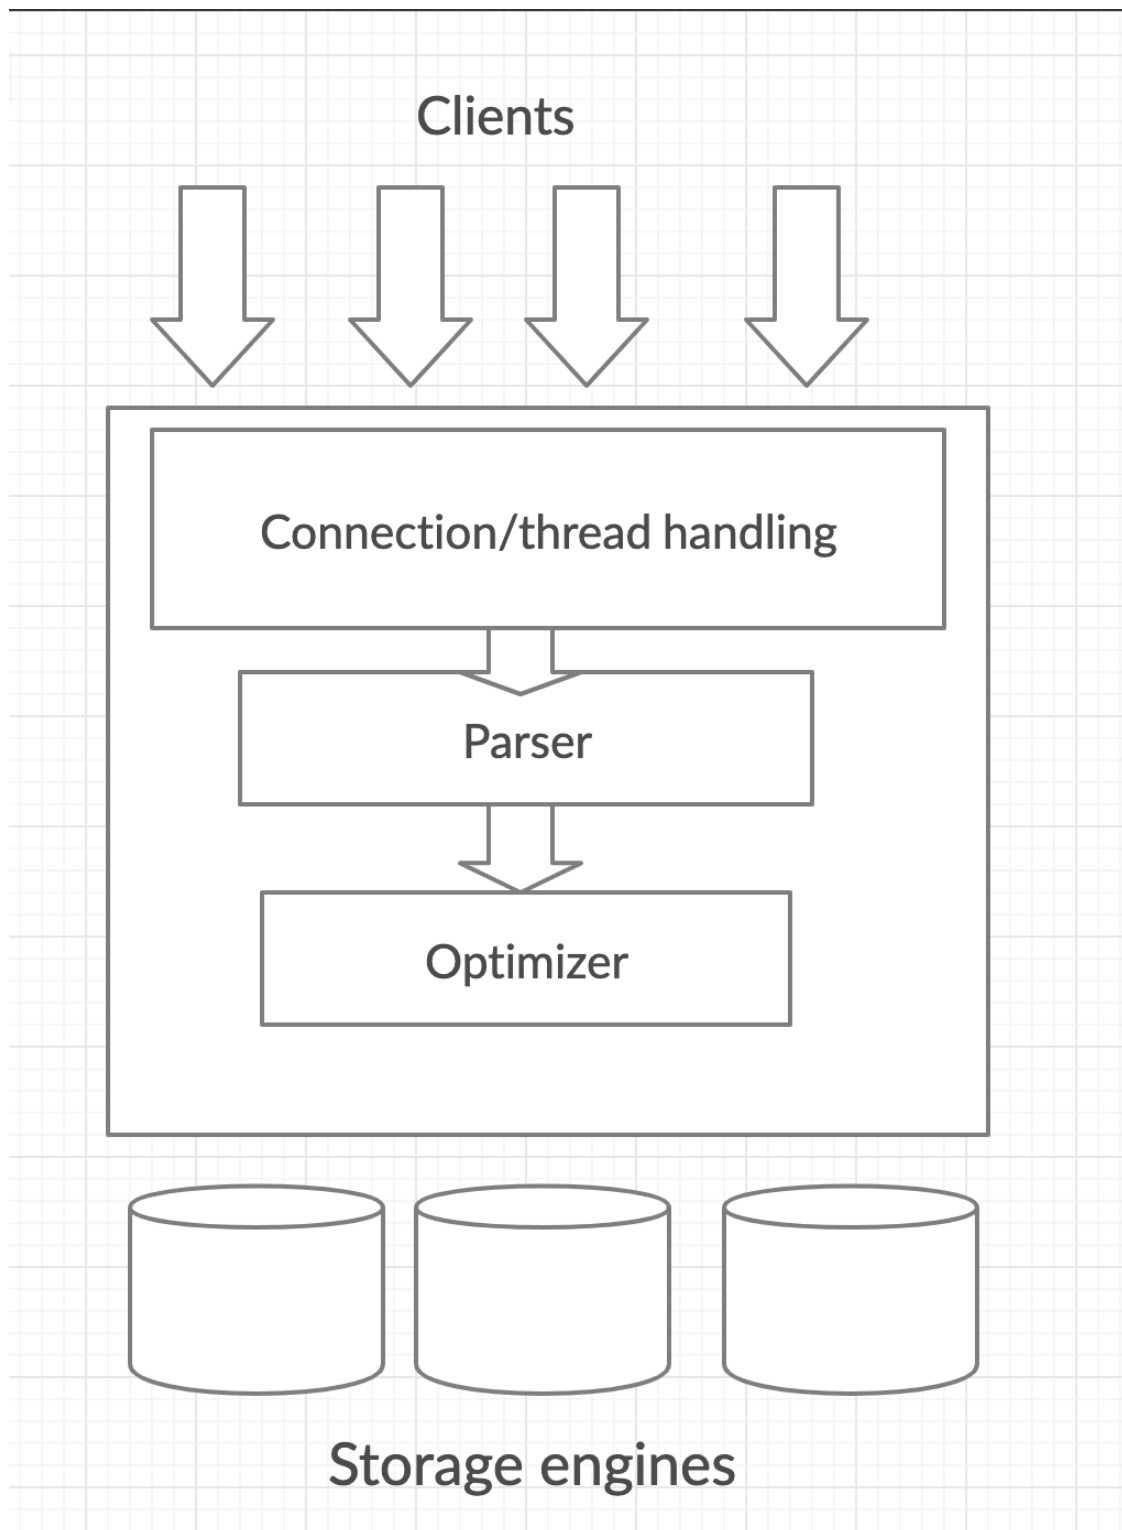 Clients
Connection/thread handling
Parser
Optimizer
Storage engines